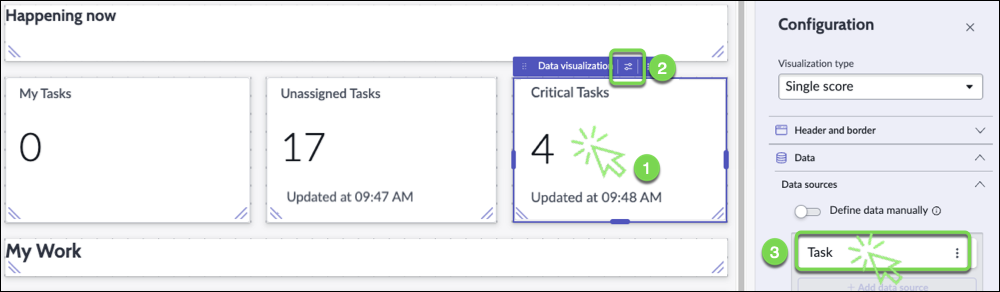 Happening now
Configuration
Data visualization
2
Visualization type
Single score
My Tasks
0
Unassigned Tasks
17
Updated at 09:47 AM
Critical Tasks
4
1
Updated at 09:48 AM
Header and border
Data
Data sources
Define data manually
3
Task
+ Add data source
My Work